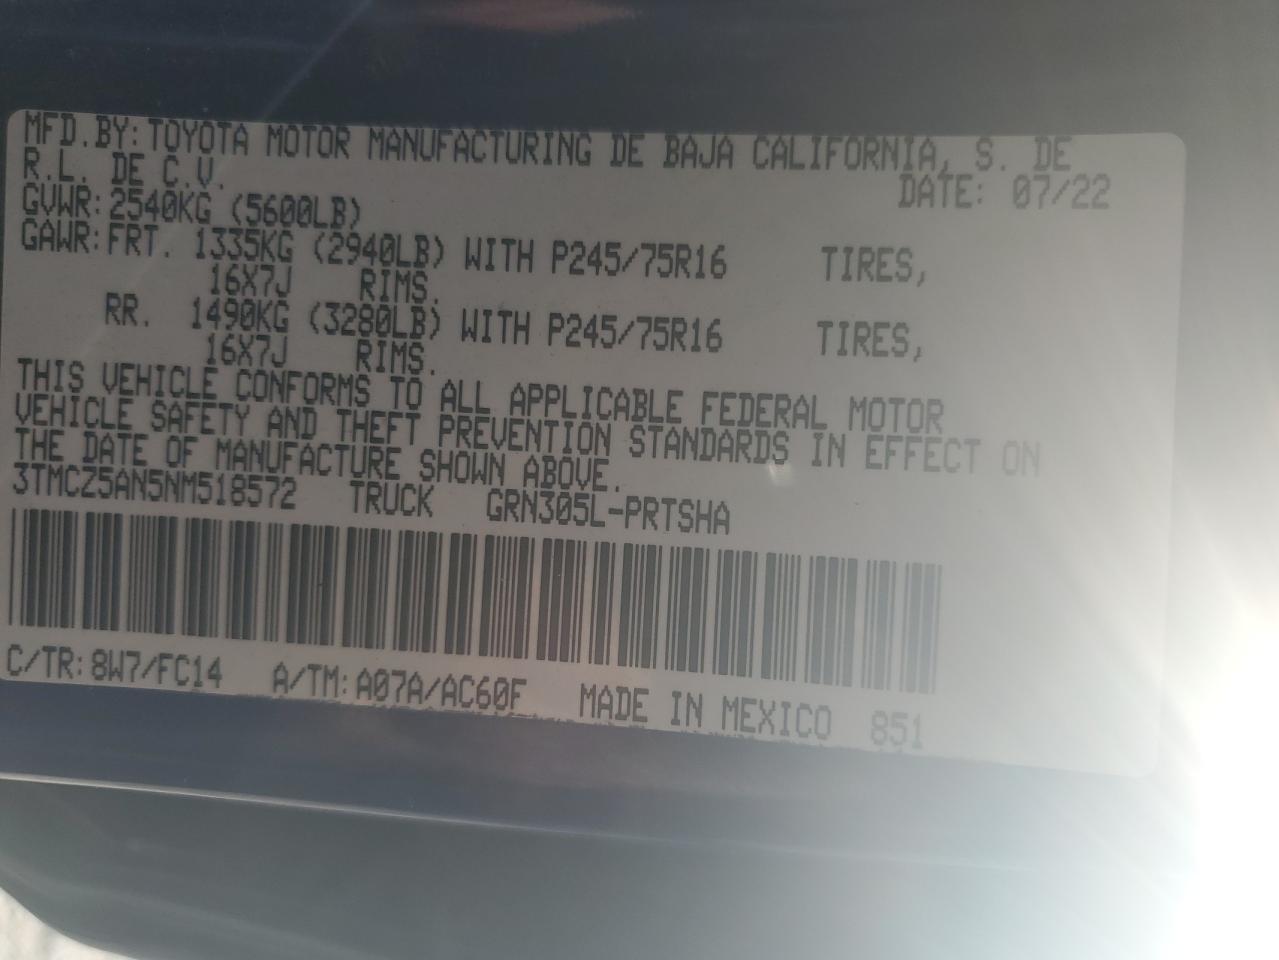 MFD.BY:TOYOTA MOTOR MANUFACTURING DE BAJA CALIFORNIA, S. DE
R.L. DE C.V.
DATE: 07/22
GVWR:2540KG (5600LB)
GAWR:FRT. 1335KG (2940LB) WITH P245/75R16 TIRES,
16X7J RIMS.
RR. 1490KG (3280LB) WITH P245/75R16 TIRES,
16X7J RIMS.
THIS VEHICLE CONFORMS TO ALL APPLICABLE FEDERAL MOTOR
VEHICLE SAFETY AND THEFT PREVENTION STANDARDS IN EFFECT ON
THE DATE OF MANUFACTURE SHOWN ABOVE.
3TMCZ5AN5NM518572 TRUCK GRN305L-PRTSHA
C/TR:8W7/FC14 A/TM:A07A/AC60F MADE IN MEXICO 851